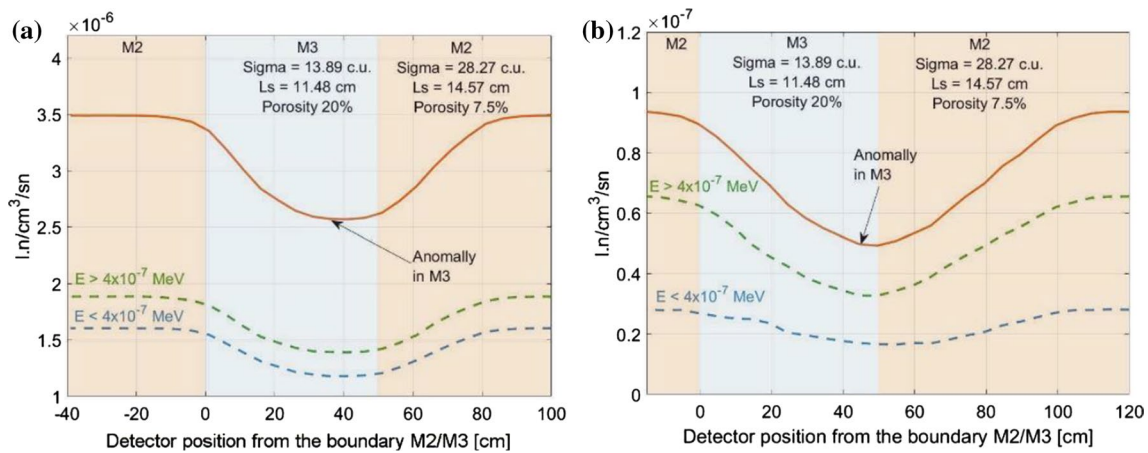 (a)
×10⁻⁶
4
3.5
3
2.5
2
1.5
1
I.n/cm³/sn
M2
M3
M2
Sigma = 13.89 c.u.
Ls = 11.48 cm
Porosity 20%
Sigma = 28.27 c.u.
Ls = 14.57 cm
Porosity 7.5%
Anomally
in M3
E > 4x10⁻⁷ MeV
E < 4x10⁻⁷ MeV
-40 -20 0 20 40 60 80 100
Detector position from the boundary M2/M3 [cm]
(b)
×10⁻⁷
1.2
1
0.8
0.6
0.4
0.2
0
I.n/cm³/sn
M2
M3
M2
Sigma = 13.89 c.u.
Ls = 11.48 cm
Porosity 20%
Sigma = 28.27 c.u.
Ls = 14.57 cm
Porosity 7.5%
Anomally
in M3
E > 4x10⁻⁷ MeV
E < 4x10⁻⁷ MeV
0 20 40 60 80 100 120
Detector position from the boundary M2/M3 [cm]